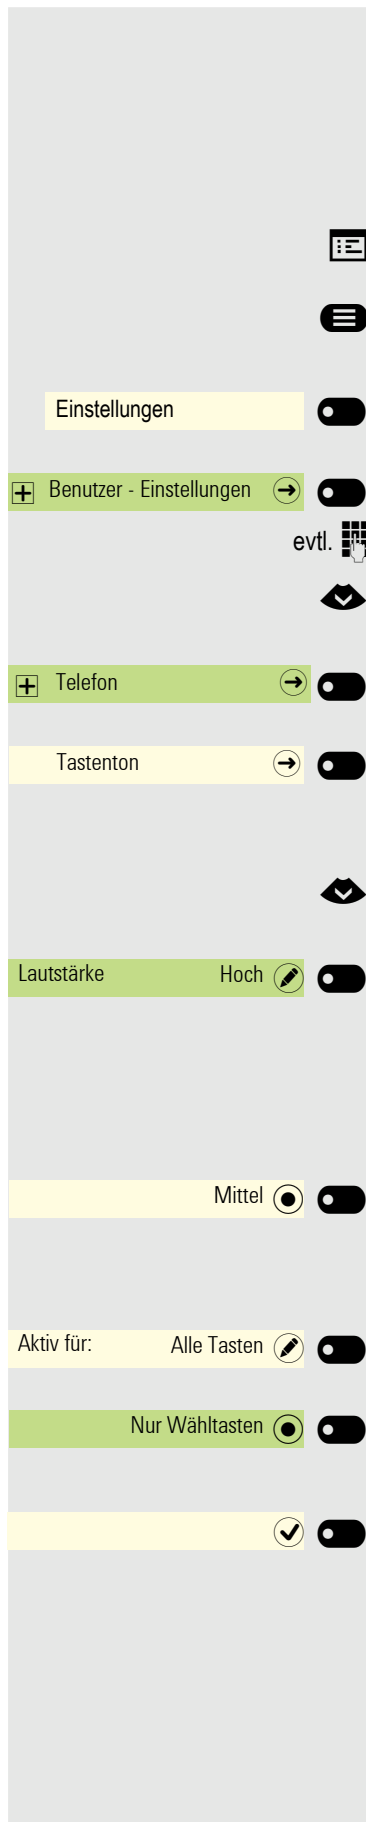 Einstellungen
Benutzer - Einstellungen
evtl.
Telefon
Tastenton
Lautstärke Hoch
Mittel
Aktiv für: Alle Tasten
Nur Wähltasten